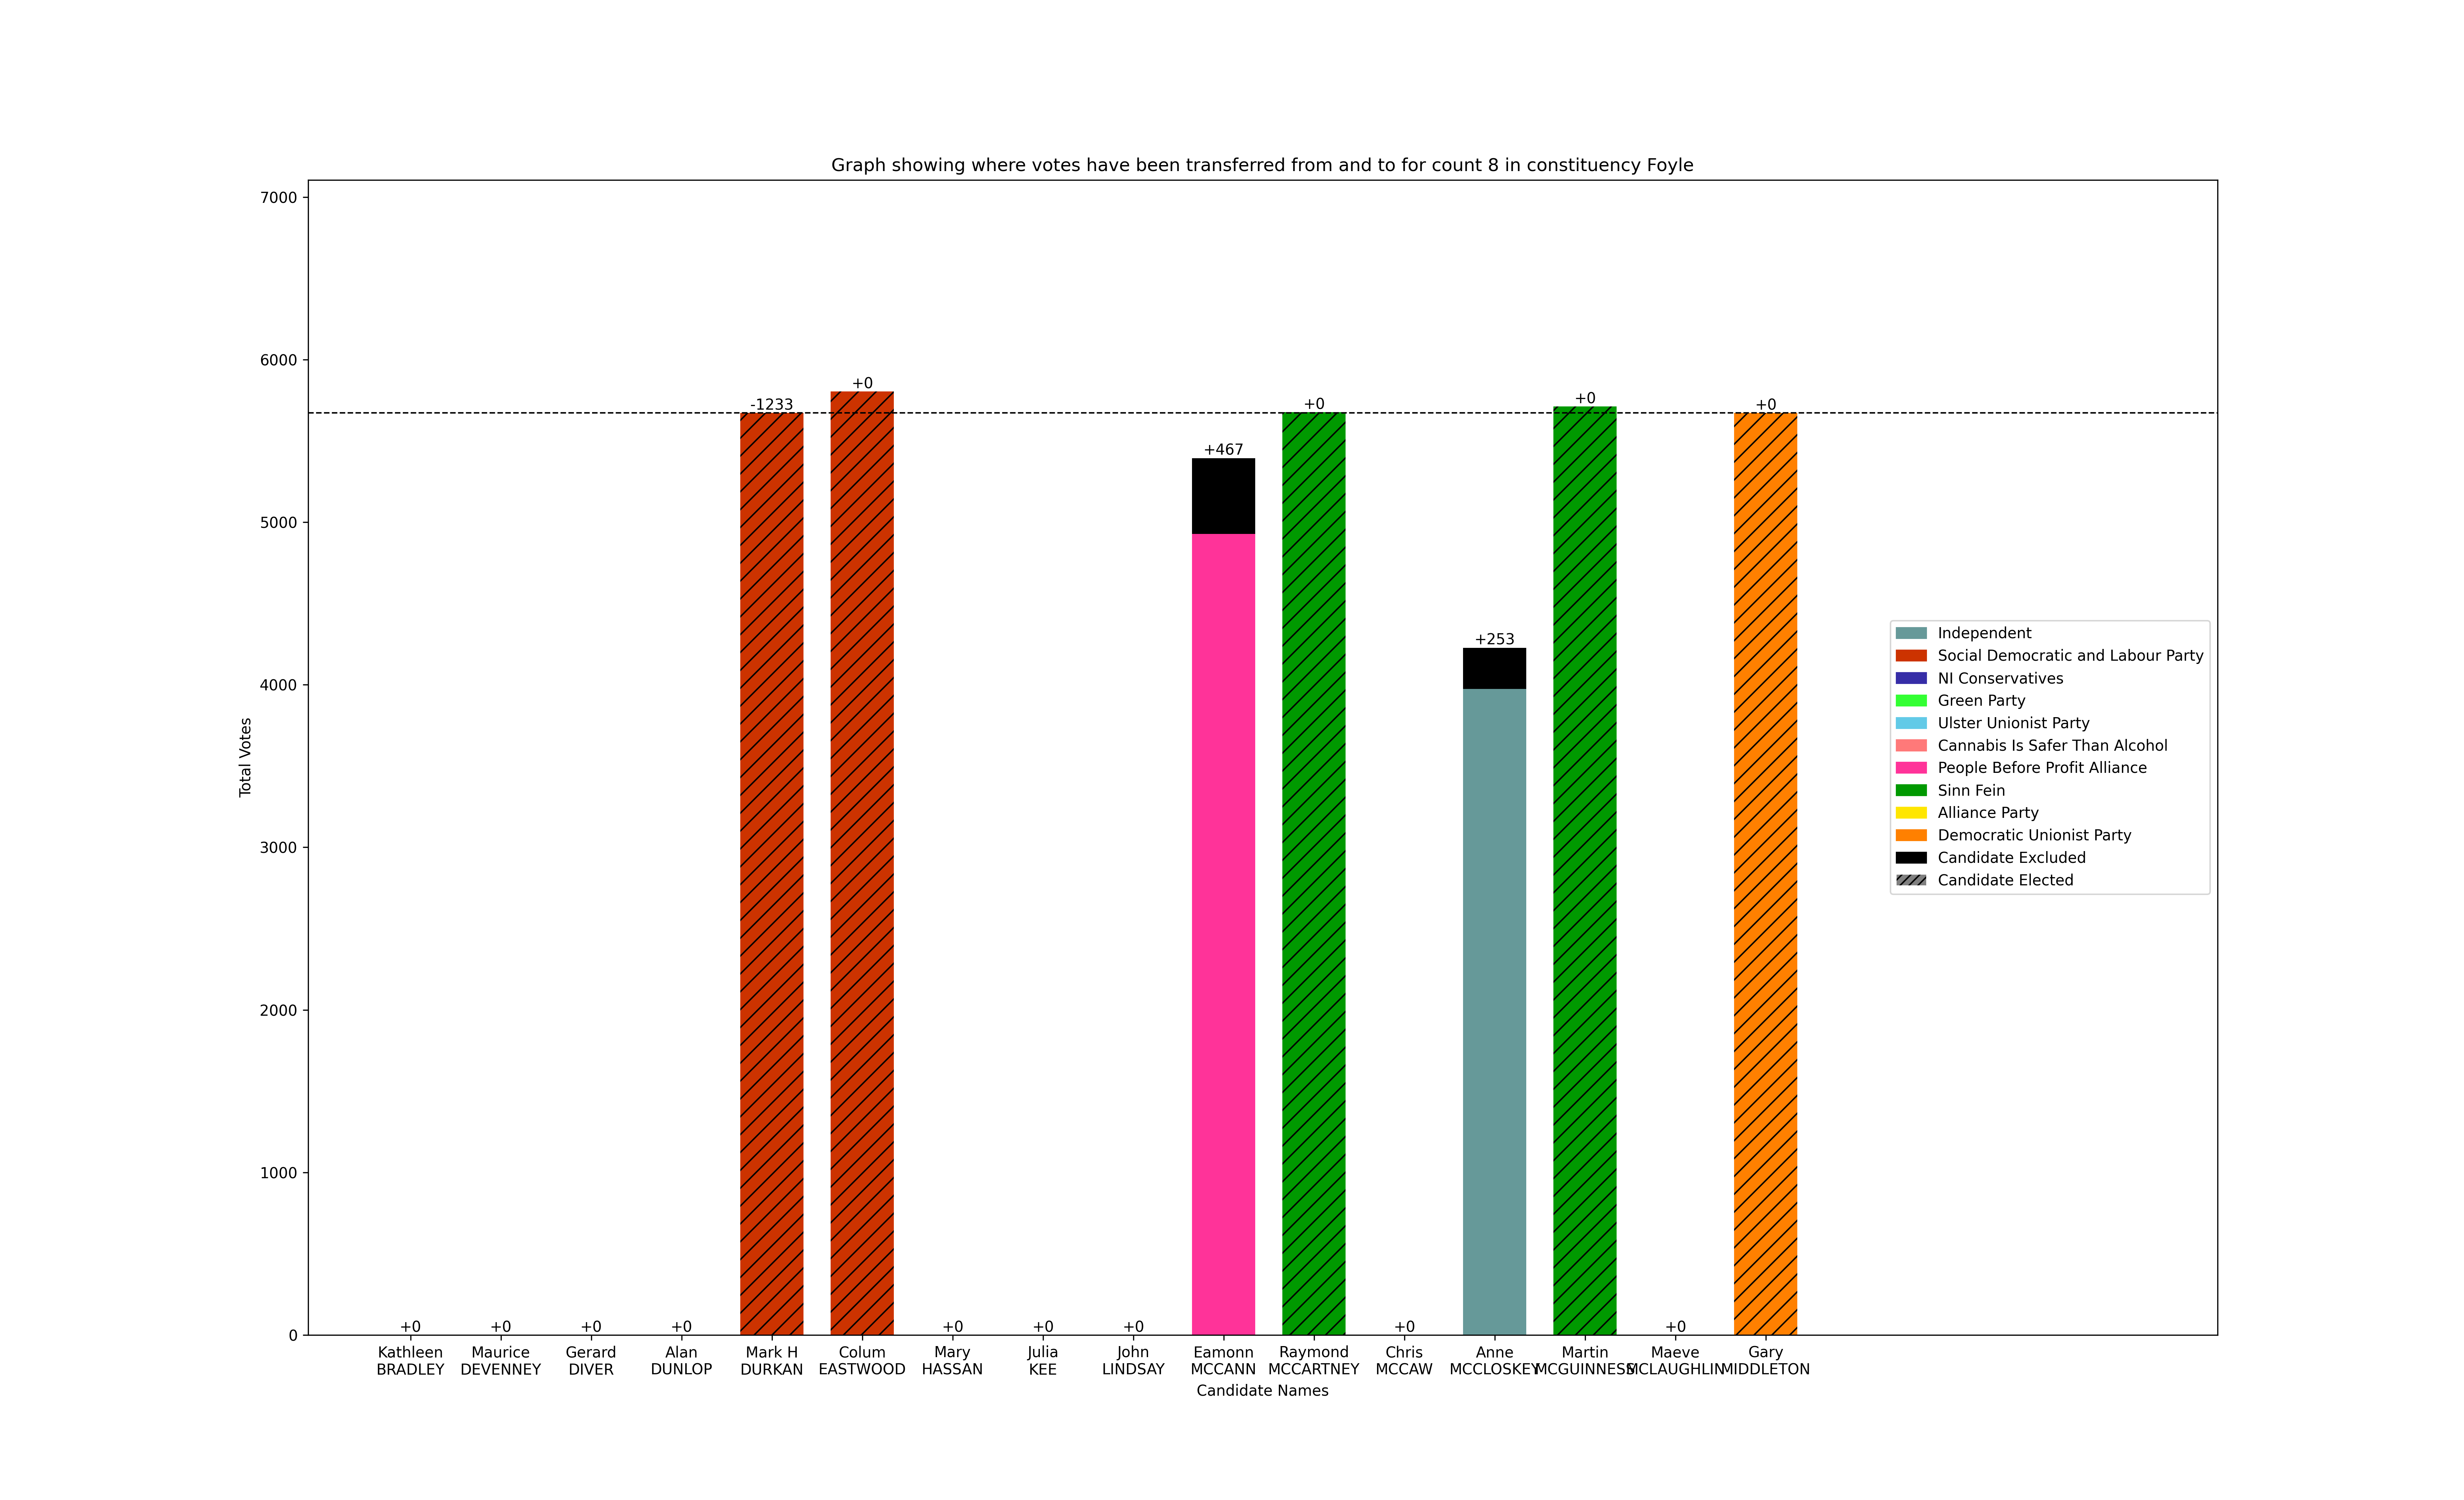 Graph showing where votes have been transferred from and to for count 8 in constituency Foyle
7000
6000
5000
4000
3000
2000
1000
0
Total Votes
+0
+0
+0
+0
-1233
+0
+0
+0
+0
+467
+0
+0
+253
+0
+0
+0
Kathleen
BRADLEY
Maurice
DEVENNEY
Gerard
DIVER
Alan
DUNLOP
Mark H
DURKAN
Colum
EASTWOOD
Mary
HASSAN
Julia
KEE
John
LINDSAY
Eamonn
MCCANN
Raymond
MCCARTNEY
Chris
MCCAW
Anne
MCCLOSKEY
Martin
MCGUINNESS
Maeve
MCLAUGHLIN
Gary
MIDDLETON
Candidate Names
Independent
Social Democratic and Labour Party
NI Conservatives
Green Party
Ulster Unionist Party
Cannabis Is Safer Than Alcohol
People Before Profit Alliance
Sinn Fein
Alliance Party
Democratic Unionist Party
Candidate Excluded
Candidate Elected